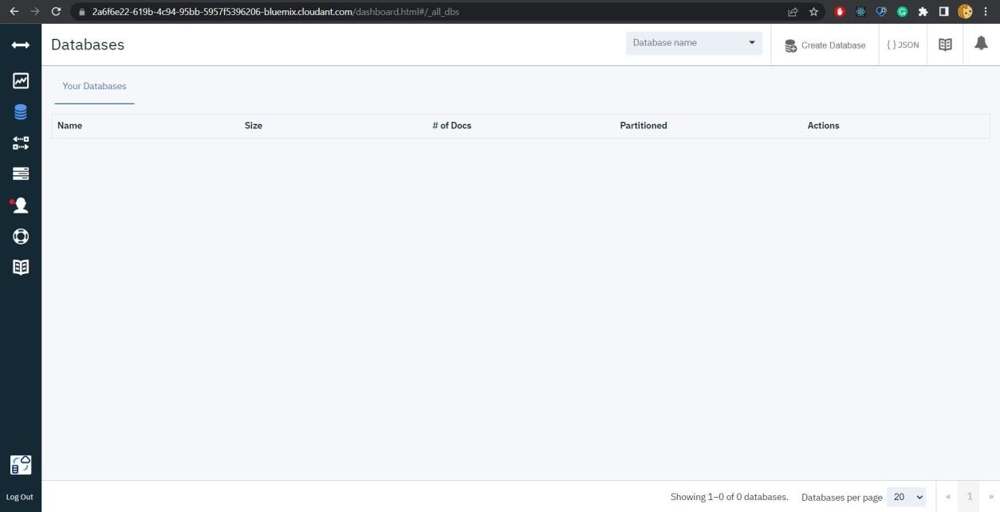 2a6f6e22-619b-4c94-95bb-5957f5396206-bluemix.cloudant.com/dashboard.html#/_all_dbs
Databases
Database name
Create Database
{ } JSON
Your Databases
Name Size # of Docs Partitioned Actions
Log Out
Showing 1–0 of 0 databases. Databases per page 20 « 1 »